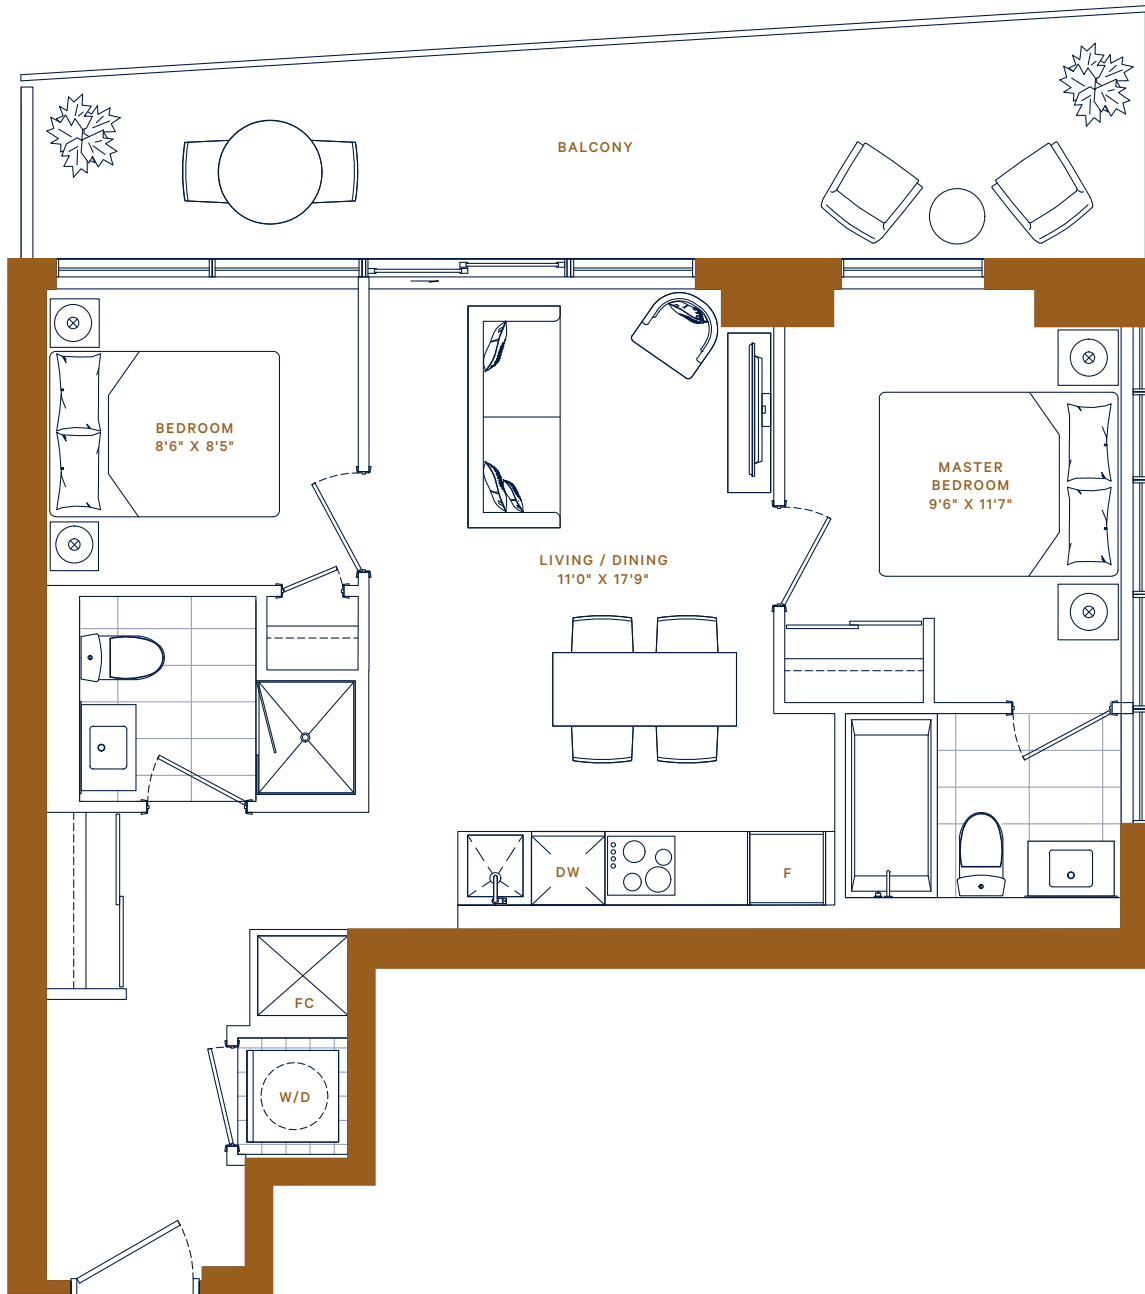 BALCONY
BEDROOM
8'6" X 8'5"
MASTER
BEDROOM
9'6" X 11'7"
LIVING / DINING
11'0" X 17'9"
DW
F
FC
W/D